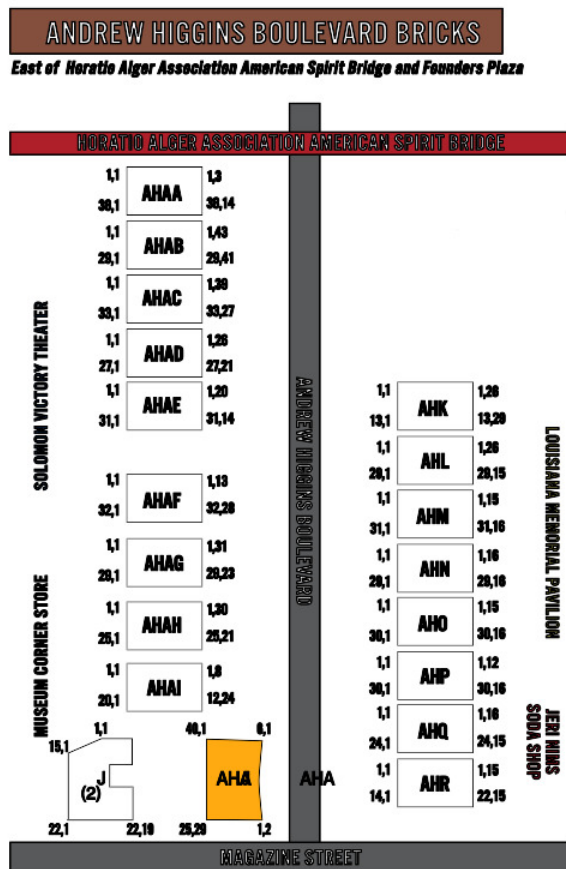 ANDREW HIGGINS BOULEVARD BRICKS
East of Horatio Alger Association American Spirit Bridge and Founders Plaza
HORATIO ALGER ASSOCIATION AMERICAN SPIRIT BRIDGE
SOLOMON VICTORY THEATER
MUSEUM CORNER STORE
1,1 1,3
AHAA
38,1 38,14
1,1 1,43
AHAB
29,1 29,41
1,1 1,39
AHAC
33,1 33,27
1,1 1,26
AHAD
27,1 27,21
1,1 1,20
AHAE
31,1 31,14
1,1 1,13
AHAF
32,1 32,28
1,1 1,31
AHAG
29,1 29,23
1,1 1,30
AHAH
25,1 25,21
1,1 1,8
AHAI
20,1 12,24
1,1
15,1
J
(2)
22,1 22,19
40,1 6,1
25,29 1,2
ANDREW HIGGINS BOULEVARD
AHA
1,1 1,26
AHK
13,1 13,29
1,1 1,26
AHL
29,1 29,15
1,1 1,15
AHM
31,1 31,16
1,1 1,16
AHN
29,1 29,16
1,1 1,15
AHO
30,1 30,16
1,1 1,12
AHP
30,1 30,16
1,1 1,16
AHQ
24,1 24,15
1,1 1,15
AHR
14,1 22,15
LOUISIANA MEMORIAL PAVILION
JERI NIMS
SODA SHOP
MAGAZINE STREET